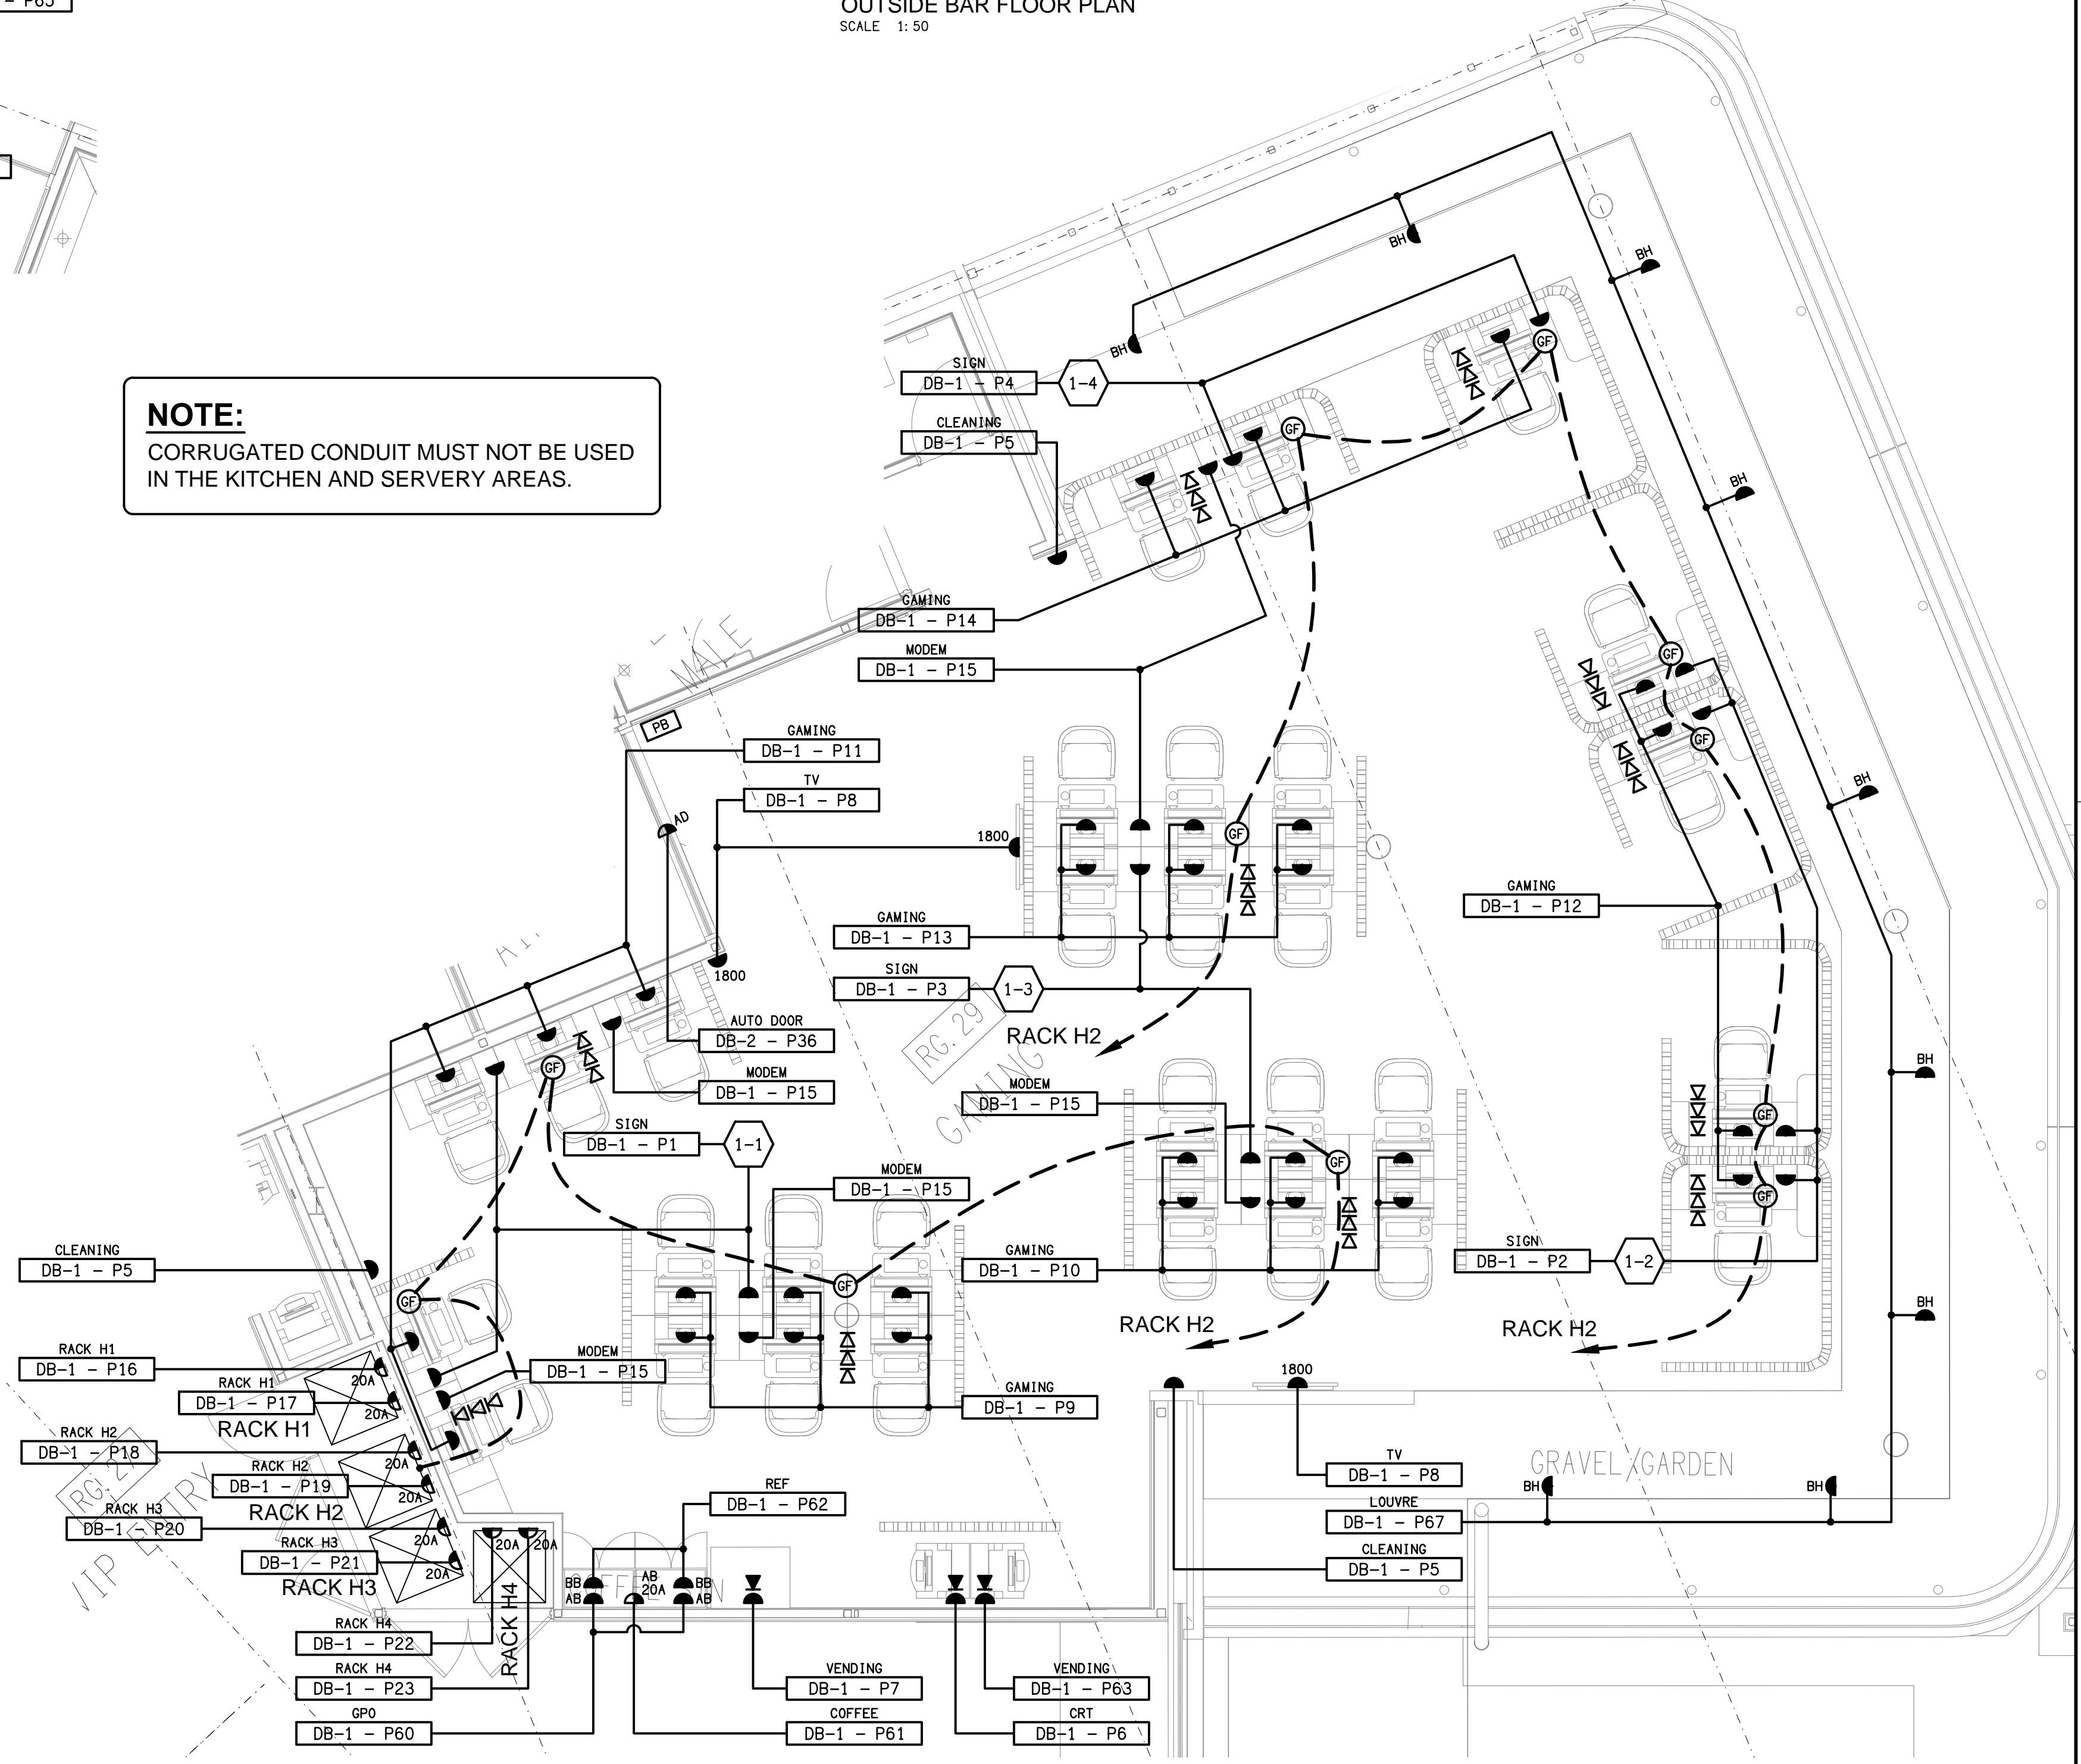 - P65
OUTSIDE BAR FLOOR PLAN
SCALE 1:50
NOTE:
CORRUGATED CONDUIT MUST NOT BE USED
IN THE KITCHEN AND SERVERY AREAS.
BH
BH
BH
SIGN
DB-1 - P4
1-4
GF
CLEANING
DB-1 - P5
GF
BH
GAMING
DB-1 - P14
MALE
MODEM
DB-1 - P15
GF
PB
GF
GAMING
DB-1 - P11
TV
DB-1 - P8
BH
AD
1800
GF
GAMING
DB-1 - P12
GAMING
DB-1 - P13
1800
SIGN
DB-1 - P3
1-3
RG.29
GAMING
RACK H2
AUTO DOOR
DB-2 - P36
BH
GF
MODEM
DB-1 - P15
MODEM
DB-1 - P15
GF
SIGN
DB-1 - P1
1-1
GF
MODEM
DB-1 - P15
GF
CLEANING
DB-1 - P5
GAMING
DB-1 - P10
SIGN
DB-1 - P2
1-2
GF
GF
BH
RACK H2
RACK H2
RACK H1
DB-1 - P16
20A
MODEM
DB-1 - P15
1800
RACK H1
DB-1 - P17
20A
RACK H1
GAMING
DB-1 - P9
RACK H2
DB-1 - P18
20A
RACK H2
DB-1 - P19
20A
RACK H2
VIP ENTRY
GRAVEL/GARDEN
TV
DB-1 - P8
BH
BH
REF
DB-1 - P62
RACK H3
DB-1 - P20
20A
LOUVRE
DB-1 - P67
RACK H3
DB-1 - P21
20A
RACK H3
20A
20A
RACK H4
CLEANING
DB-1 - P5
BB
AB
AB
20A
BB
AB
RACK H4
DB-1 - P22
RACK H4
DB-1 - P23
VENDING
DB-1 - P7
VENDING
DB-1 - P63
GPO
DB-1 - P60
COFFEE
DB-1 - P61
CRT
DB-1 - P6